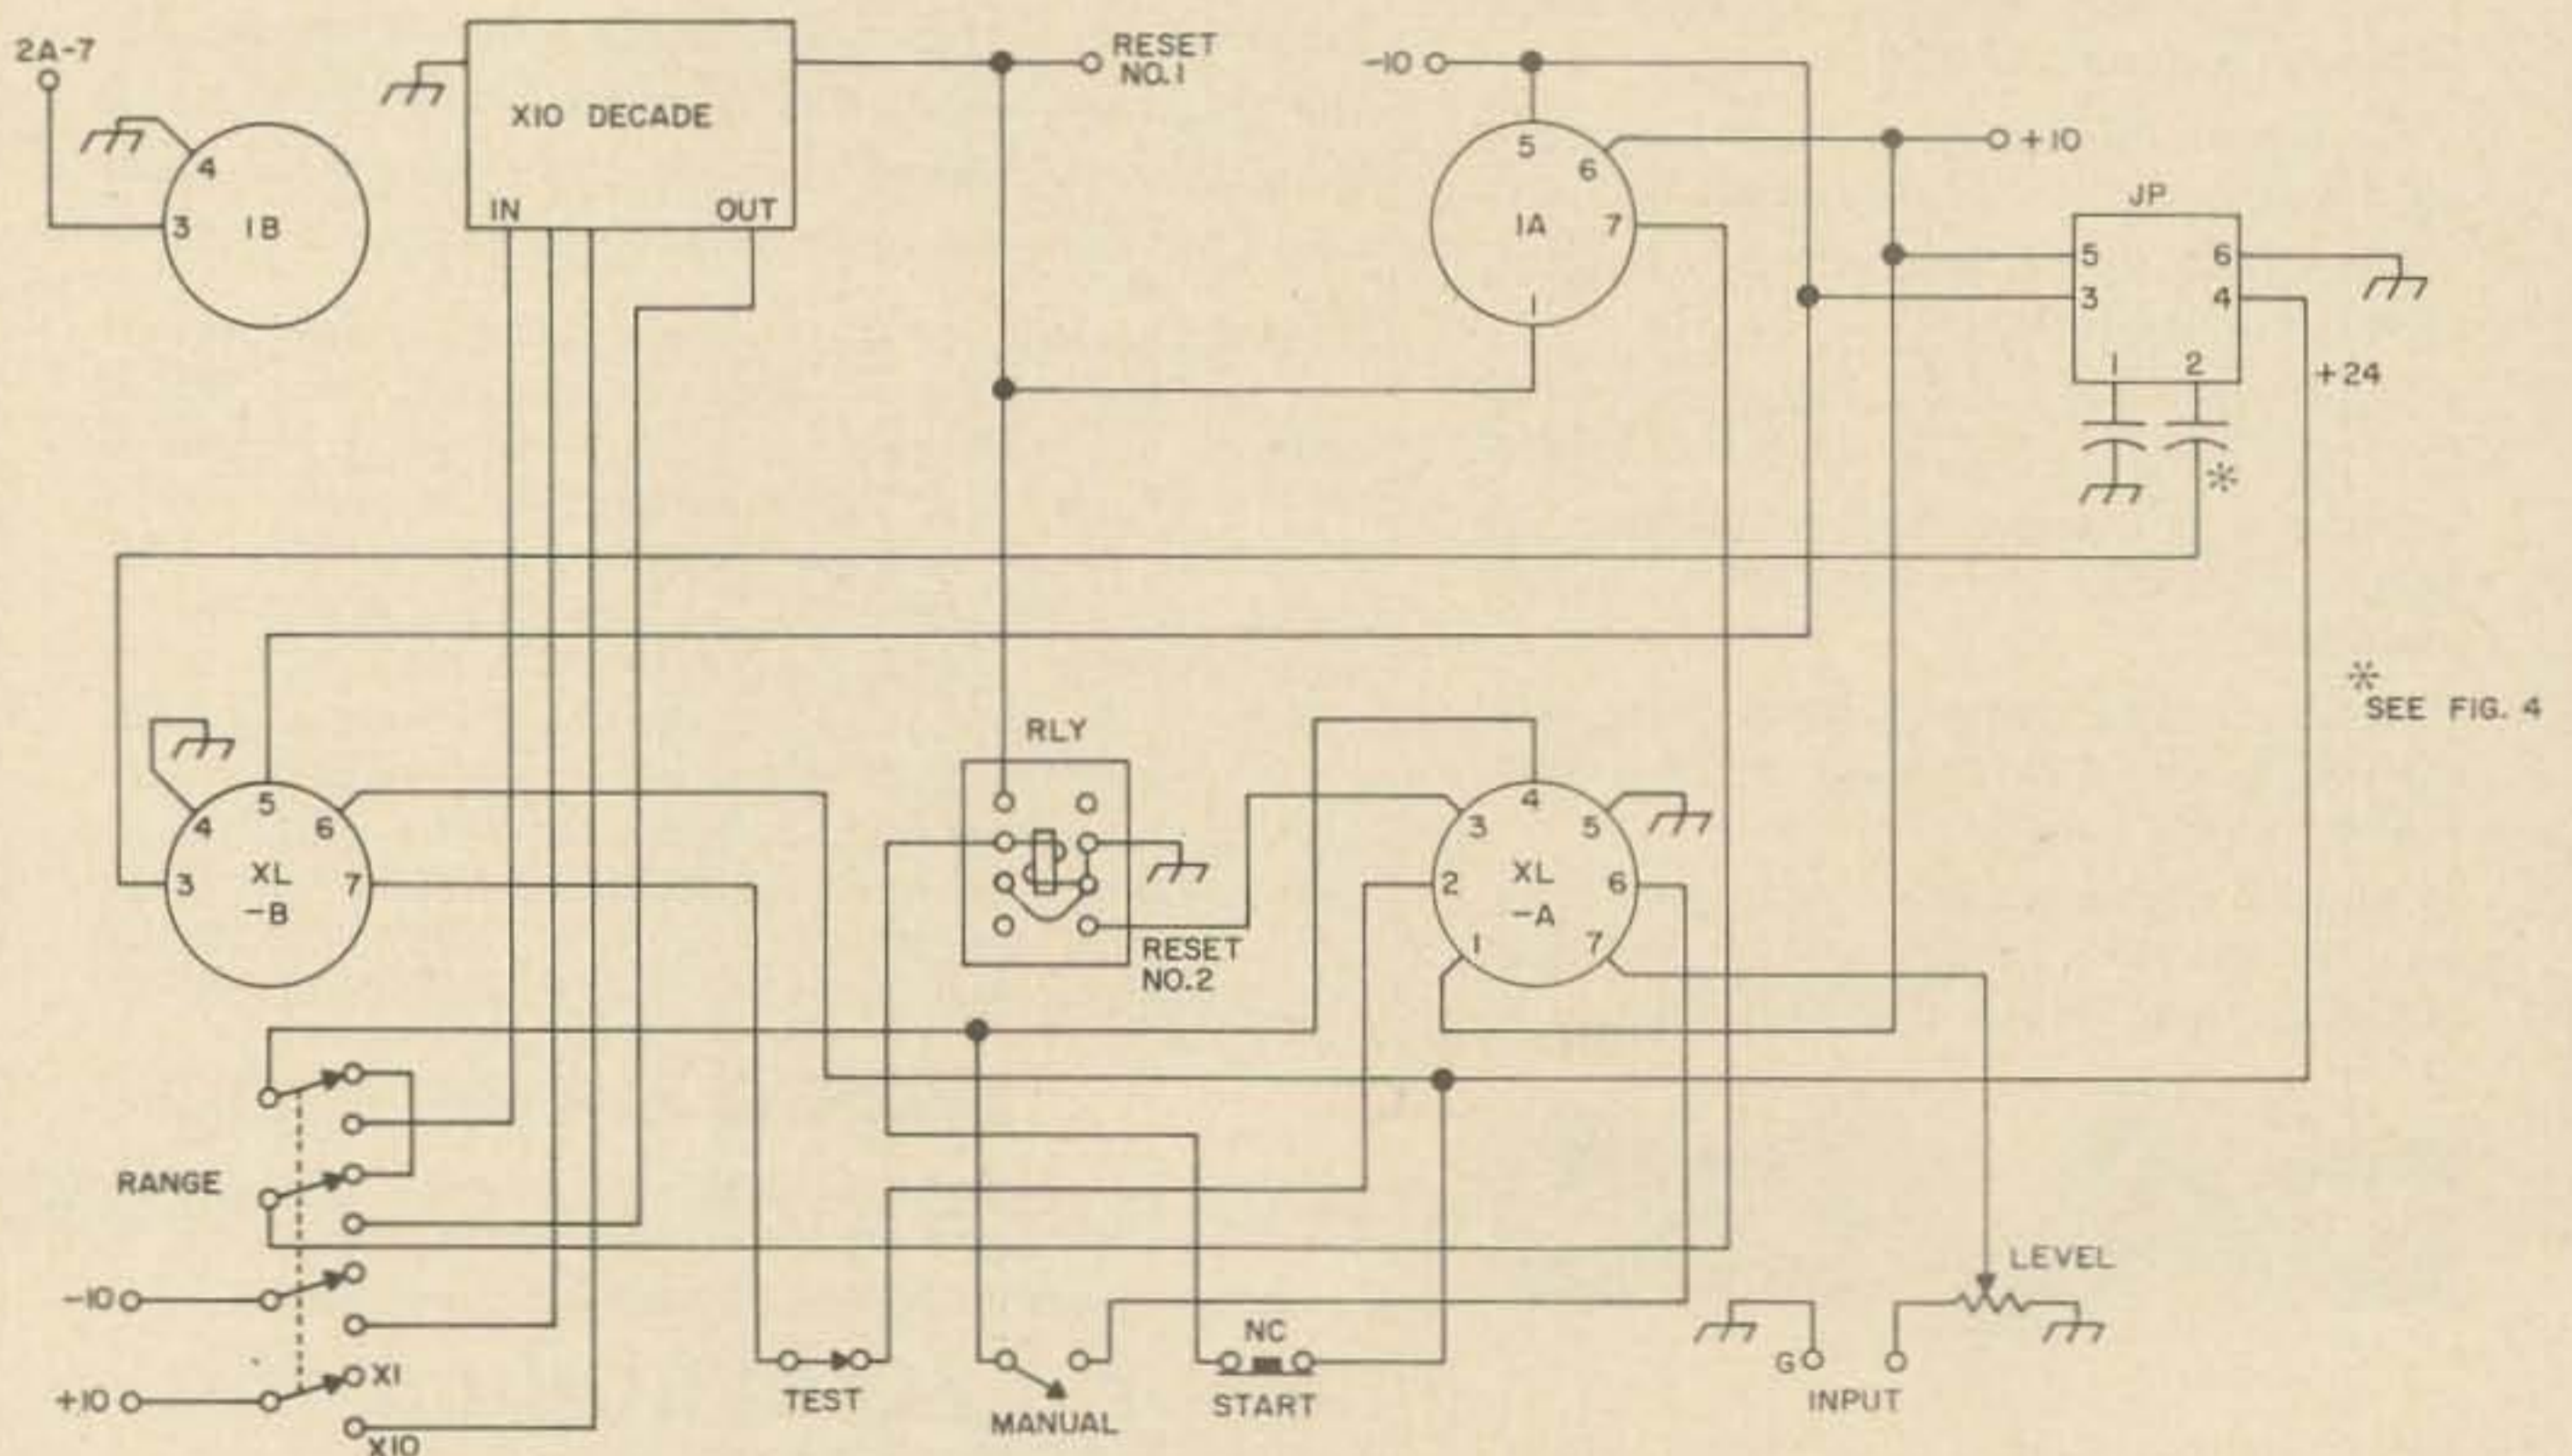 2A-7
4
3
1B
X10 DECADE
IN
OUT
RESET
NO.1
-10
5
6
1A
7
1
+10
JP
5
6
3
4
1
2
+24
*
*
SEE FIG. 4
4
5
6
3
XL
-B
7
RLY
RESET
NO.2
3
4
5
2
XL
-A
6
1
7
RANGE
-10
+10
X1
X10
TEST
MANUAL
NC
START
LEVEL
G
INPUT